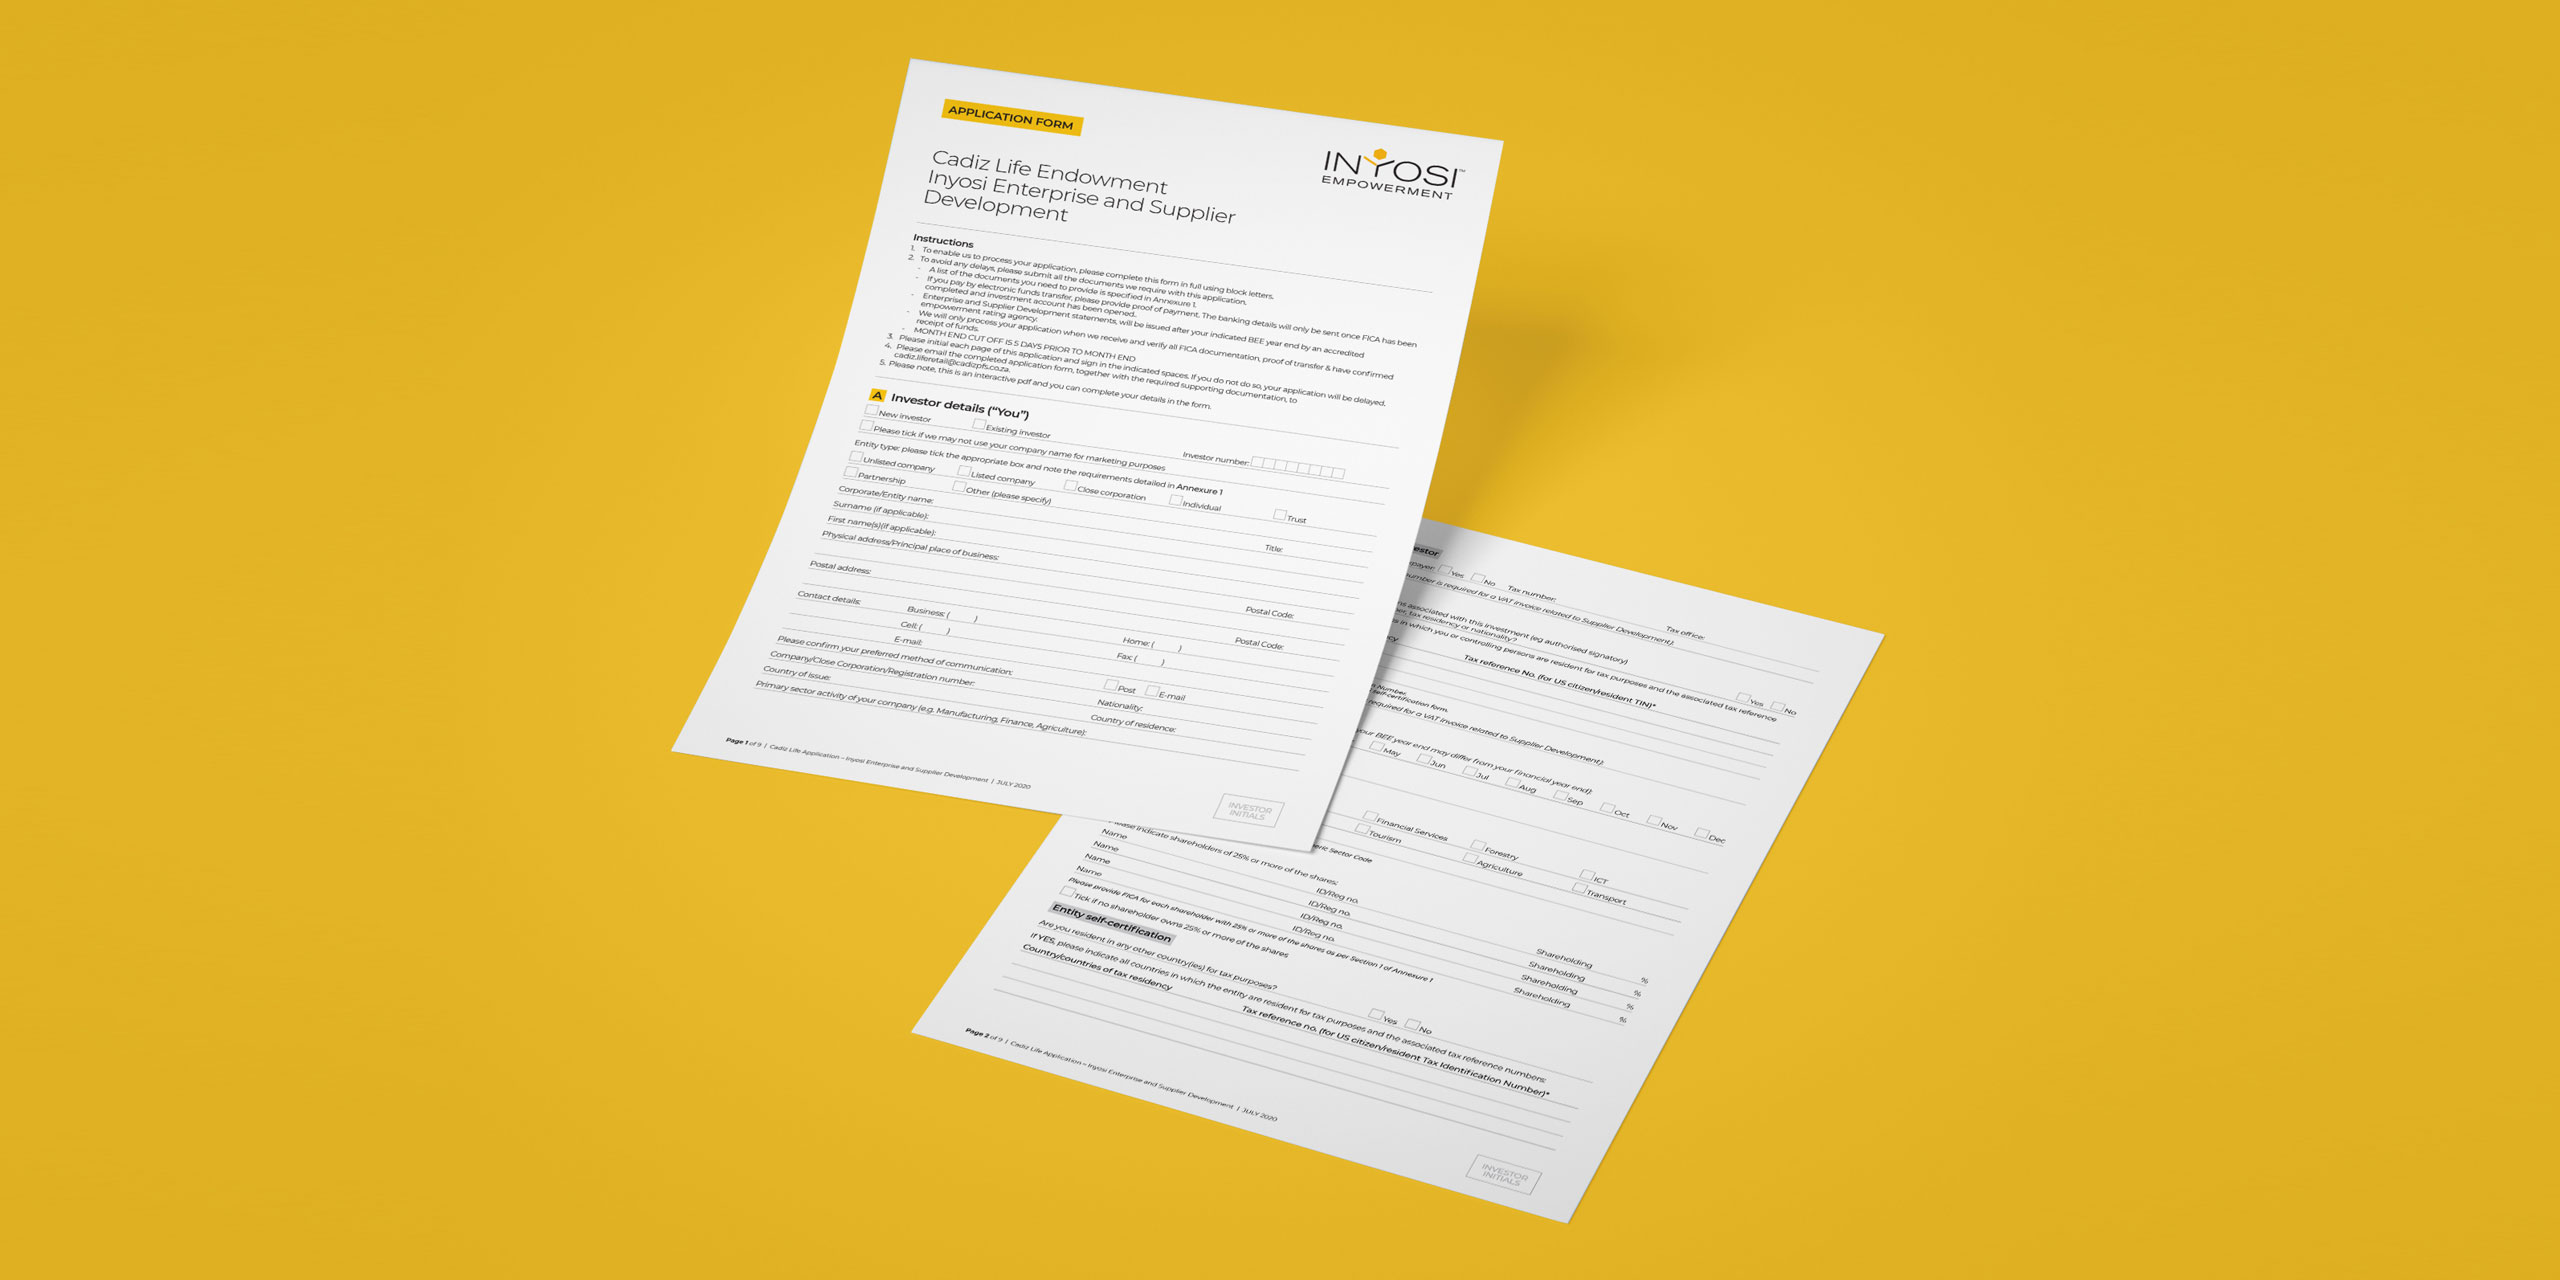 APPLICATION FORM
INYOSI™
EMPOWERMENT
Cadiz Life Endowment
Inyosi Enterprise and Supplier
Development
Instructions
1. To enable us to process your application, please complete this form in full using block letters.
2. To avoid any delays, please submit all the documents we require with this application.
- A list of the documents you need to provide is specified in Annexure 1.
- If you pay by electronic funds transfer, please provide proof of payment. The banking details will only be sent once FICA has been
completed and investment account has been opened..
- Enterprise and Supplier Development statements, will be issued after your indicated BEE year end by an accredited
empowerment rating agency.
- We will only process your application when we receive and verify all FICA documentation, proof of transfer & have confirmed
receipt of funds.
- MONTH END CUT OFF IS 5 DAYS PRIOR TO MONTH END
3. Please initial each page of this application and sign in the indicated spaces. If you do not do so, your application will be delayed.
4. Please email the completed application form, together with the required supporting documentation, to
cadiz.liferetail@cadizpfs.co.za.
5. Please note, this is an interactive pdf and you can complete your details in the form.
A Investor details (“You”)
New investor Existing investor Investor number:
Please tick if we may not use your company name for marketing purposes
Entity type: please tick the appropriate box and note the requirements detailed in Annexure 1
Unlisted company Listed company Close corporation Individual Trust
Partnership Other (please specify)
Corporate/Entity name:
Surname (if applicable): Title:
First name(s)(if applicable):
Physical address/Principal place of business:
Postal Code:
Postal address:
Postal Code:
Contact details: Business: ( ) Home: ( )
Cell: ( ) Fax: ( )
E-mail:
Please confirm your preferred method of communication: Post E-mail
Company/Close Corporation/Registration number: Nationality:
Country of issue: Country of residence:
Primary sector activity of your company (e.g. Manufacturing, Finance, Agriculture):
Page 1 of 9 | Cadiz Life Application – Inyosi Enterprise and Supplier Development | JULY 2020
INVESTOR
INITIALS
estor
payer: Yes No Tax number: Tax office:
number is required for a VAT invoice related to Supplier Development):
associated with this investment (eg authorised signatory)
tax residency or nationality? Yes No
in which you or controlling persons are resident for tax purposes and the associated tax reference
Tax reference No. (for US citizen/resident TIN)*
Number.
self-certification form.
required for a VAT invoice related to Supplier Development):
your BEE year end may differ from your financial year end):
May Jun Jul Aug Sep Oct Nov Dec
Financial Services Forestry ICT
Tourism Agriculture Transport
Sector Code
indicate shareholders of 25% or more of the shares:
Name ID/Reg no. Shareholding %
Name ID/Reg no. Shareholding %
Name ID/Reg no. Shareholding %
Name ID/Reg no. Shareholding %
Please provide FICA for each shareholder with 25% or more of the shares as per Section 1 of Annexure 1
Tick if no shareholder owns 25% or more of the shares
Entity self-certification
Are you resident in any other country(ies) for tax purposes? Yes No
If YES, please indicate all countries in which the entity are resident for tax purposes and the associated tax reference numbers:
Country/countries of tax residency Tax reference no. (for US citizen/resident Tax Identification Number)*
Page 2 of 9 | Cadiz Life Application – Inyosi Enterprise and Supplier Development | JULY 2020
INVESTOR
INITIALS